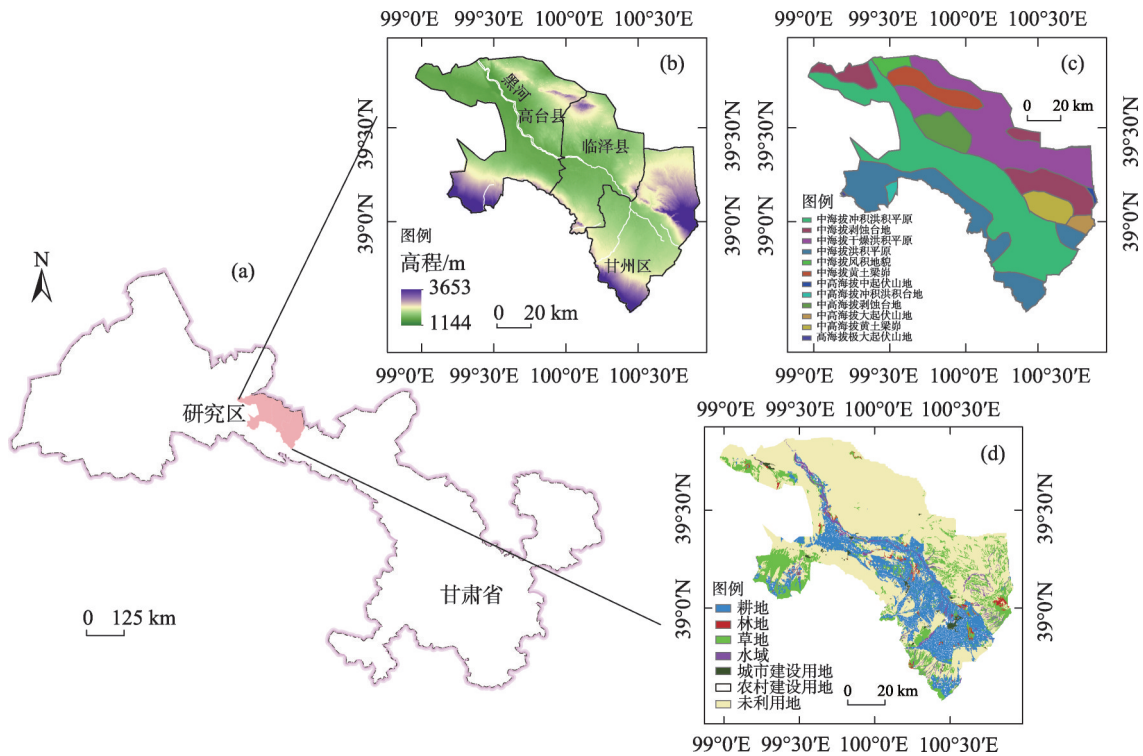 (a)
N
研究区
甘肃省
0 125 km
99°0′E 99°30′E 100°0′E 100°30′E
39°30′N
39°0′N
(b)
黑河
高台县
临泽县
甘州区
图例
高程/m
3653
1144
0 20 km
39°30′N
39°0′N
99°0′E 99°30′E 100°0′E 100°30′E
99°0′E 99°30′E 100°0′E 100°30′E
(c)
0 20 km
39°30′N
39°0′N
图例
中海拔冲积洪积平原
中海拔剥蚀台地
中海拔干燥洪积平原
中海拔洪积平原
中海拔风积地貌
中海拔黄土梁峁
中高海拔中起伏山地
中高海拔冲积洪积台地
中高海拔剥蚀台地
中高海拔大起伏山地
中高海拔黄土梁峁
高海拔极大起伏山地
99°0′E 99°30′E 100°0′E 100°30′E
99°0′E 99°30′E 100°0′E 100°30′E
(d)
39°30′N
39°0′N
图例
耕地
林地
草地
水域
城市建设用地
农村建设用地
未利用地
0 20 km
39°30′N
39°0′N
99°0′E 99°30′E 100°0′E 100°30′E